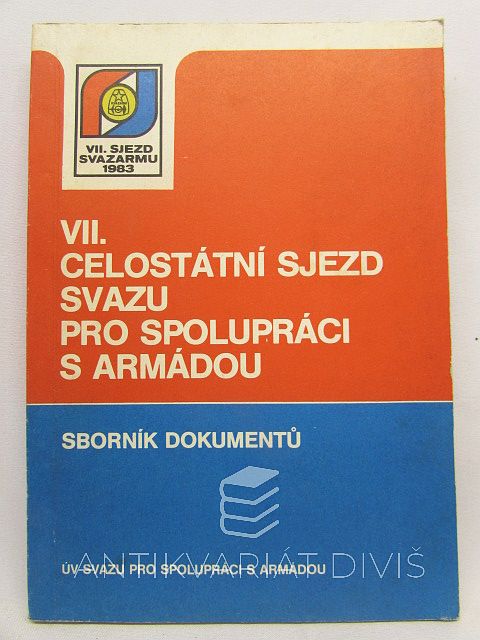 VII. SJEZD
SVAZARMU
1983
VII.
CELOSTÁTNÍ SJEZD
SVAZU
PRO SPOLUPRÁCI
S ARMÁDOU
SBORNÍK DOKUMENTŮ
ANTIKVARIÁT DIVIŠ
ÚV SVAZU PRO SPOLUPRÁCI S ARMÁDOU